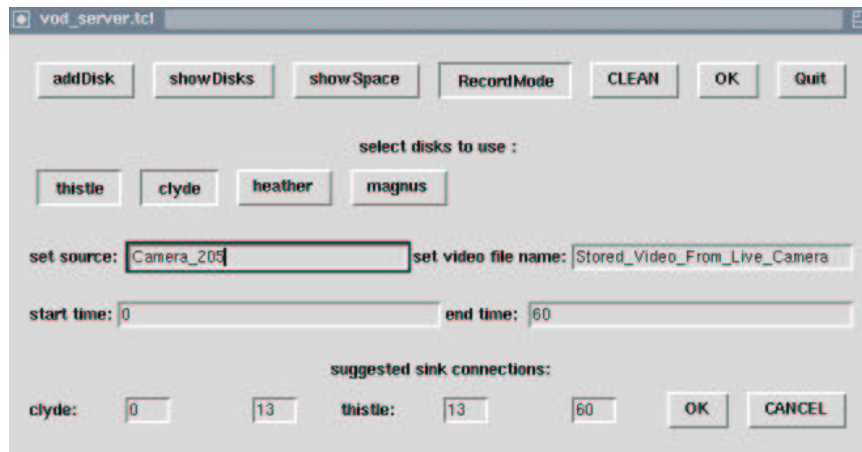 vod_server.tcl
addDisk showDisks showSpace RecordMode CLEAN OK Quit
select disks to use :
thistle clyde heather magnus
set source: Camera_205 set video file name: Stored_Video_From_Live_Camera
start time: 0 end time: 60
suggested sink connections:
clyde: 0 13 thistle: 13 60 OK CANCEL